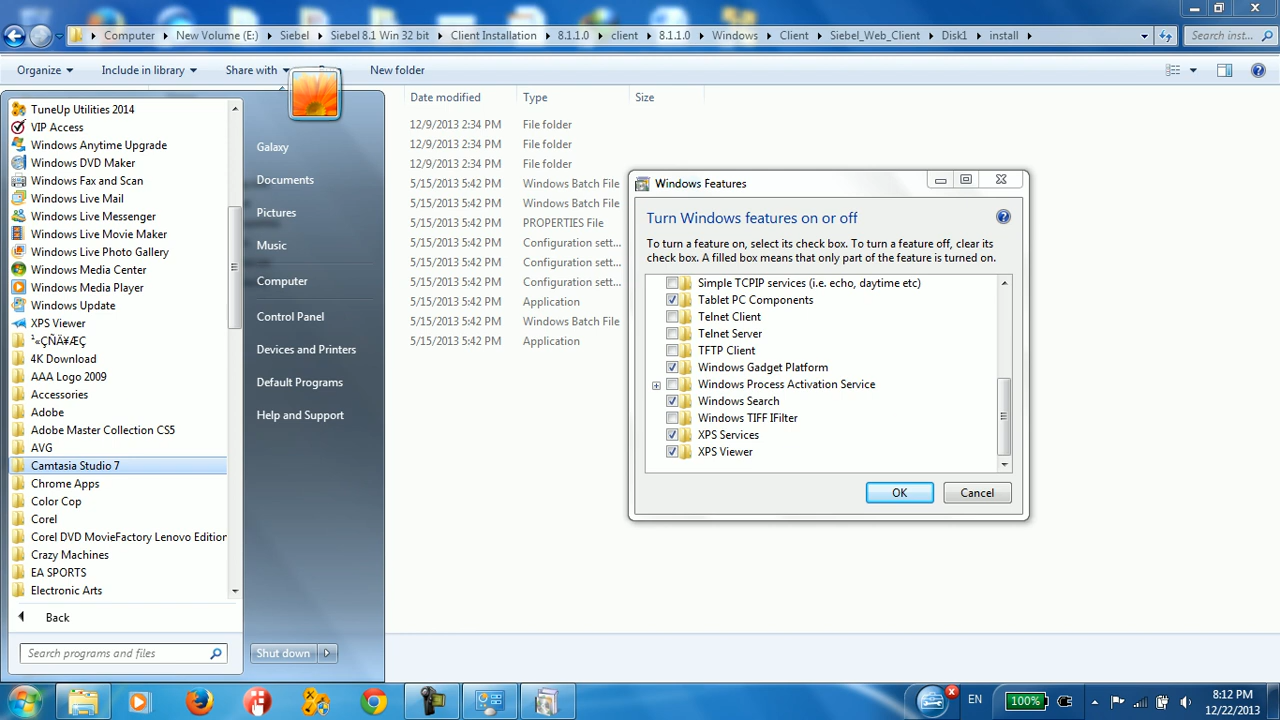 Computer New Volume (E:) Siebel Siebel 8.1 Win 32 bit Client Installation 8.1.1.0 client 8.1.1.0 Windows Client Siebel_Web_Client Disk1 install
Search inst...
Organize Include in library Share with New folder
Date modified Type Size
12/9/2013 2:34 PM File folder
12/9/2013 2:34 PM File folder
12/9/2013 2:34 PM File folder
5/15/2013 5:42 PM Windows Batch File
5/15/2013 5:42 PM Windows Batch File
5/15/2013 5:42 PM PROPERTIES File
5/15/2013 5:42 PM Configuration sett...
5/15/2013 5:42 PM Configuration sett...
5/15/2013 5:42 PM Configuration sett...
5/15/2013 5:42 PM Application
5/15/2013 5:42 PM Windows Batch File
5/15/2013 5:42 PM Application
TuneUp Utilities 2014
VIP Access
Windows Anytime Upgrade
Windows DVD Maker
Windows Fax and Scan
Windows Live Mail
Windows Live Messenger
Windows Live Movie Maker
Windows Live Photo Gallery
Windows Media Center
Windows Media Player
Windows Update
XPS Viewer
¹«ÇÑÄ¥ÆÇ
4K Download
AAA Logo 2009
Accessories
Adobe
Adobe Master Collection CS5
AVG
Camtasia Studio 7
Chrome Apps
Color Cop
Corel
Corel DVD MovieFactory Lenovo Edition
Crazy Machines
EA SPORTS
Electronic Arts
Back
Search programs and files
Galaxy
Documents
Pictures
Music
Computer
Control Panel
Devices and Printers
Default Programs
Help and Support
Shut down
Windows Features
Turn Windows features on or off
To turn a feature on, select its check box. To turn a feature off, clear its
check box. A filled box means that only part of the feature is turned on.
Simple TCPIP services (i.e. echo, daytime etc)
Tablet PC Components
Telnet Client
Telnet Server
TFTP Client
Windows Gadget Platform
Windows Process Activation Service
Windows Search
Windows TIFF IFilter
XPS Services
XPS Viewer
OK Cancel
EN 100% 8:12 PM
12/22/2013